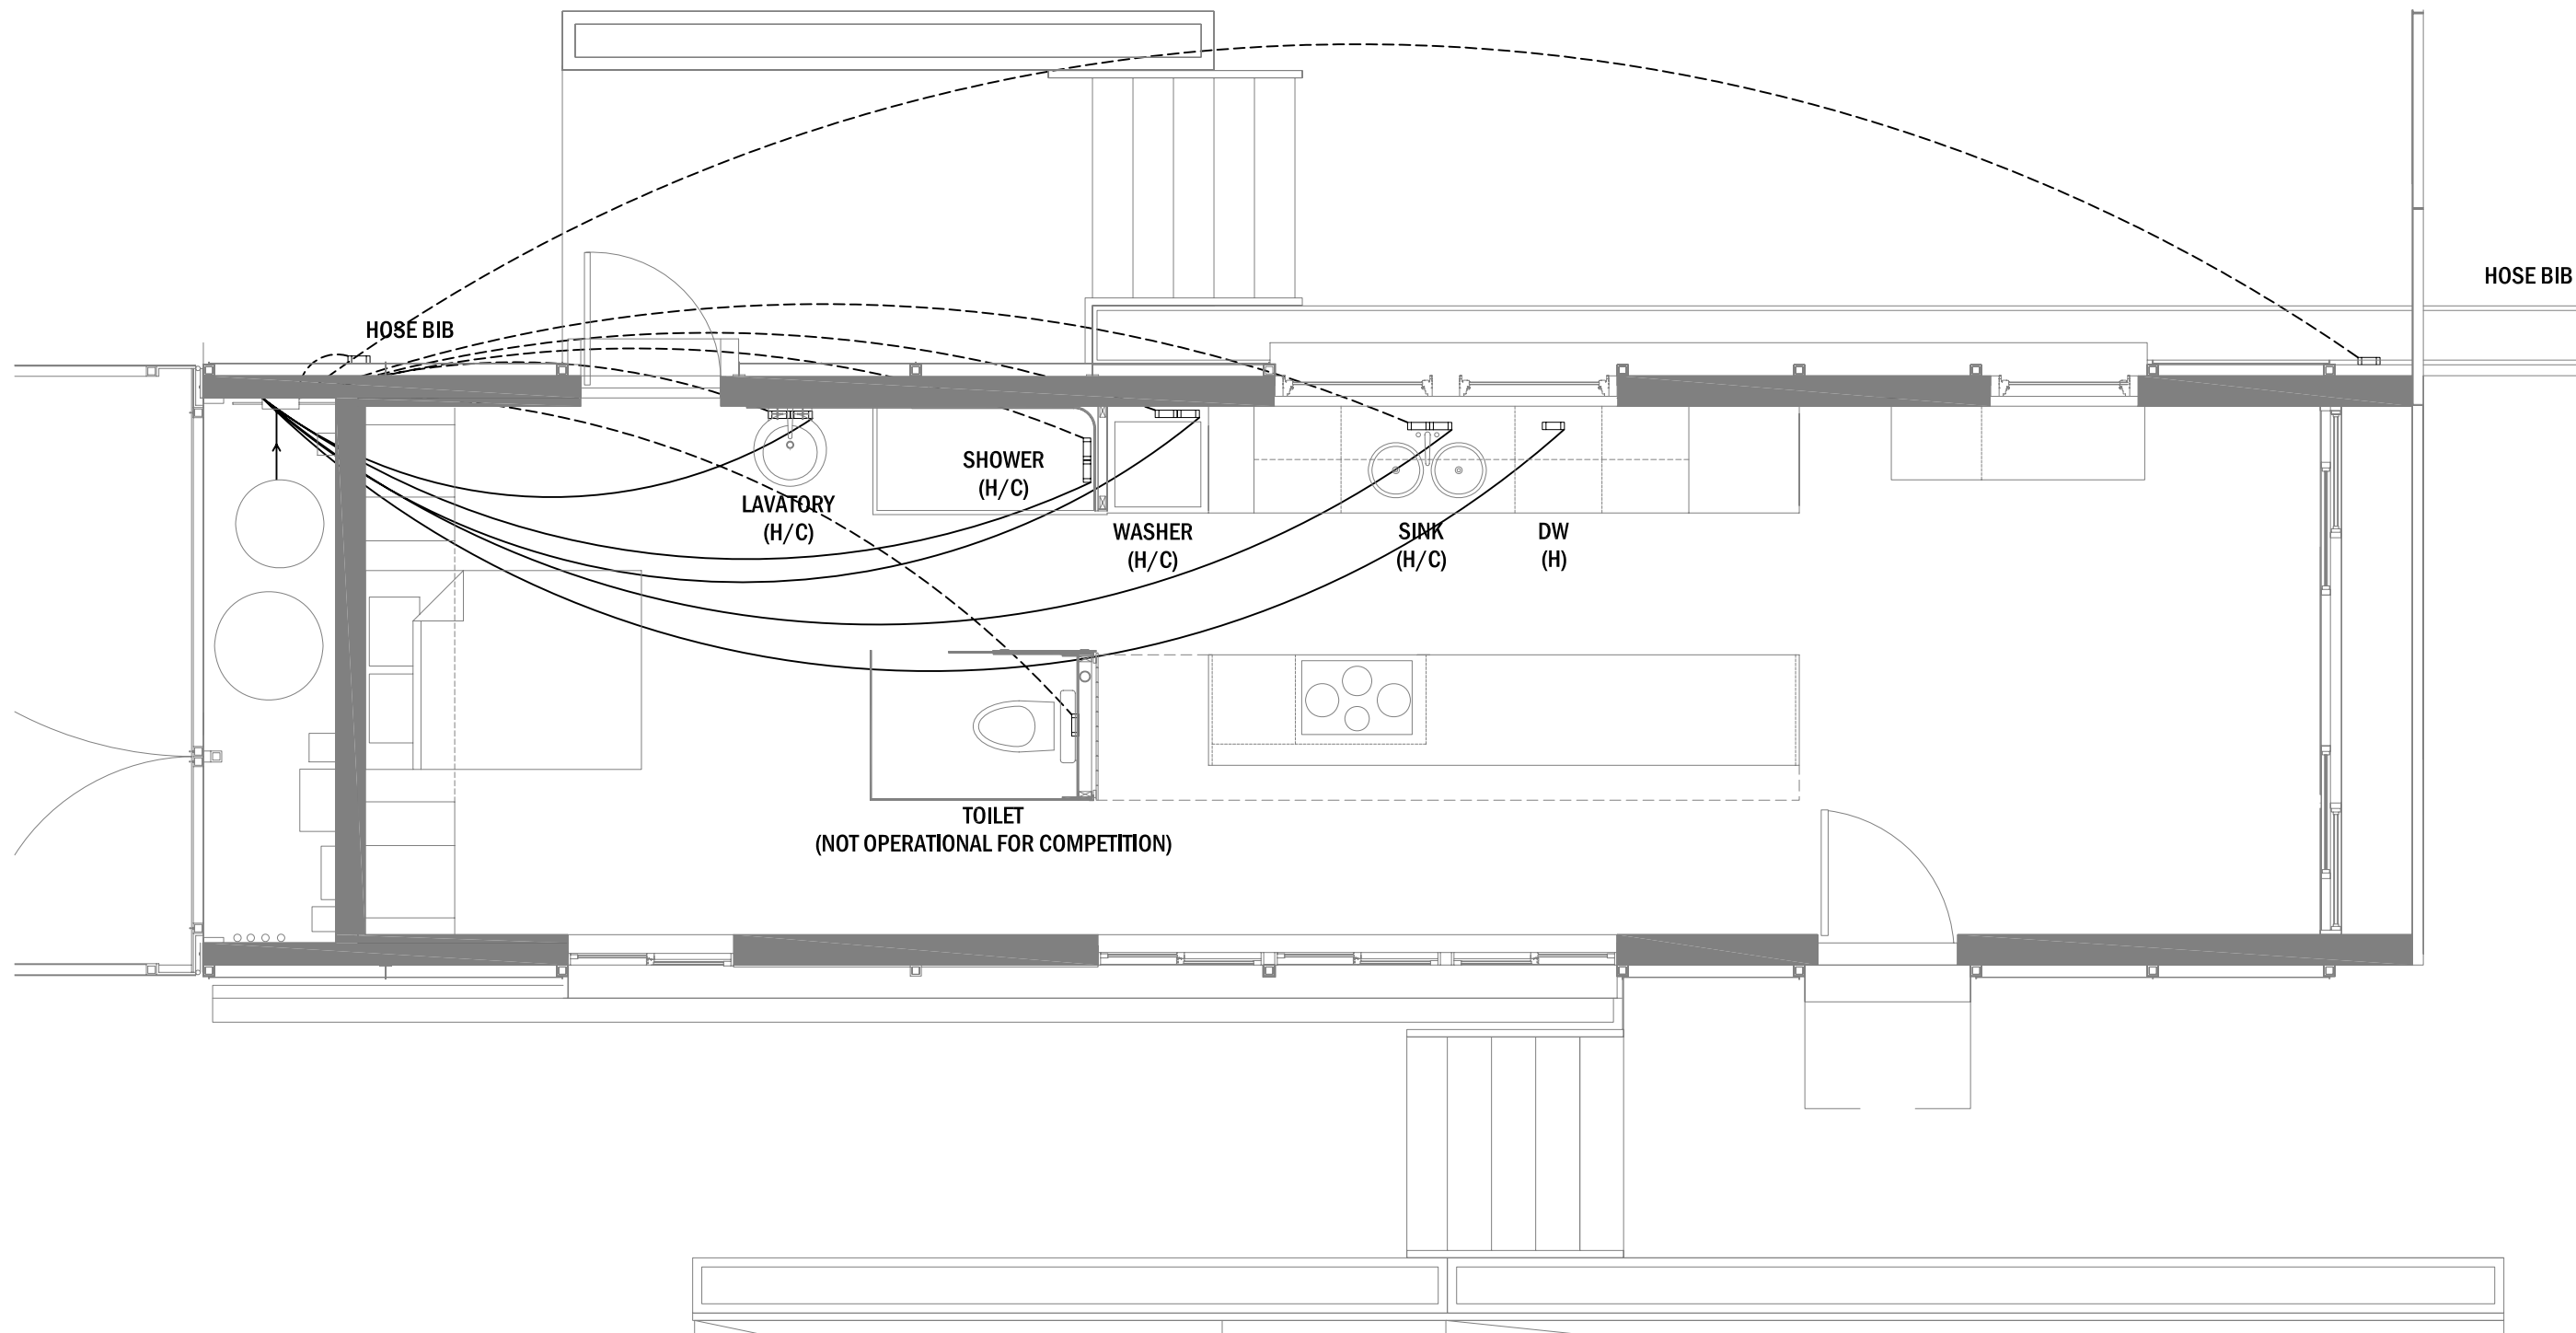 HOSE BIB
HOSE BIB
SHOWER
(H/C)
LAVATORY
(H/C)
WASHER
(H/C)
SINK
(H/C)
DW
(H)
TOILET
(NOT OPERATIONAL FOR COMPETITION)